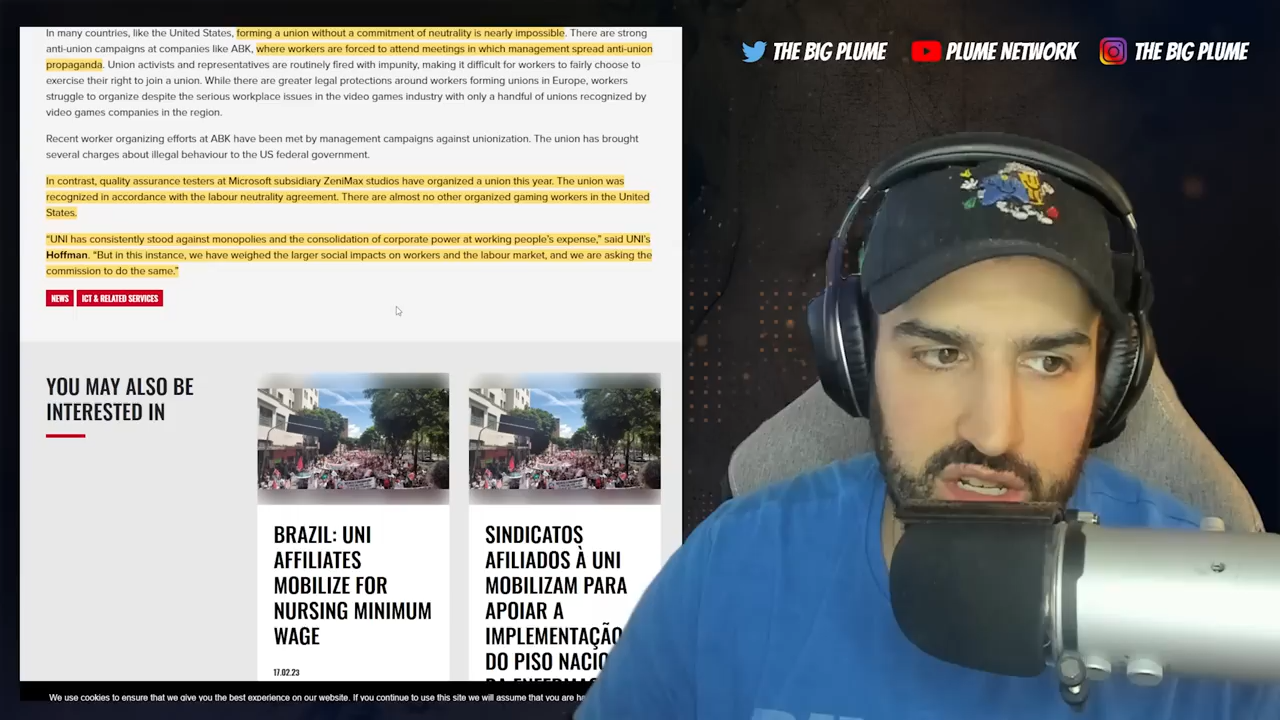 In many countries, like the United States, forming a union without a commitment of neutrality is nearly impossible. There are strong
anti-union campaigns at companies like ABK, where workers are forced to attend meetings in which management spread anti-union
propaganda. Union activists and representatives are routinely fired with impunity, making it difficult for workers to fairly choose to
exercise their right to join a union. While there are greater legal protections around workers forming unions in Europe, workers
struggle to organize despite the serious workplace issues in the video games industry with only a handful of unions recognized by
video games companies in the region.
Recent worker organizing efforts at ABK have been met by management campaigns against unionization. The union has brought
several charges about illegal behaviour to the US federal government.
In contrast, quality assurance testers at Microsoft subsidiary ZeniMax studios have organized a union this year. The union was
recognized in accordance with the labour neutrality agreement. There are almost no other organized gaming workers in the United
States.
“UNI has consistently stood against monopolies and the consolidation of corporate power at working people’s expense,” said UNI’s
Hoffman. “But in this instance, we have weighed the larger social impacts on workers and the labour market, and we are asking the
commission to do the same.”
NEWS ICT & RELATED SERVICES
YOU MAY ALSO BE
INTERESTED IN
BRAZIL: UNI
AFFILIATES
MOBILIZE FOR
NURSING MINIMUM
WAGE
17.02.23
SINDICATOS
AFILIADOS À UNI
MOBILIZAM PARA
APOIAR A
IMPLEMENTAÇÃO
DO PISO
We use cookies to ensure that we give you the best experience on our website. If you continue to use this site we will assume that you are
THE BIG PLUME PLUME NETWORK THE BIG PLUME